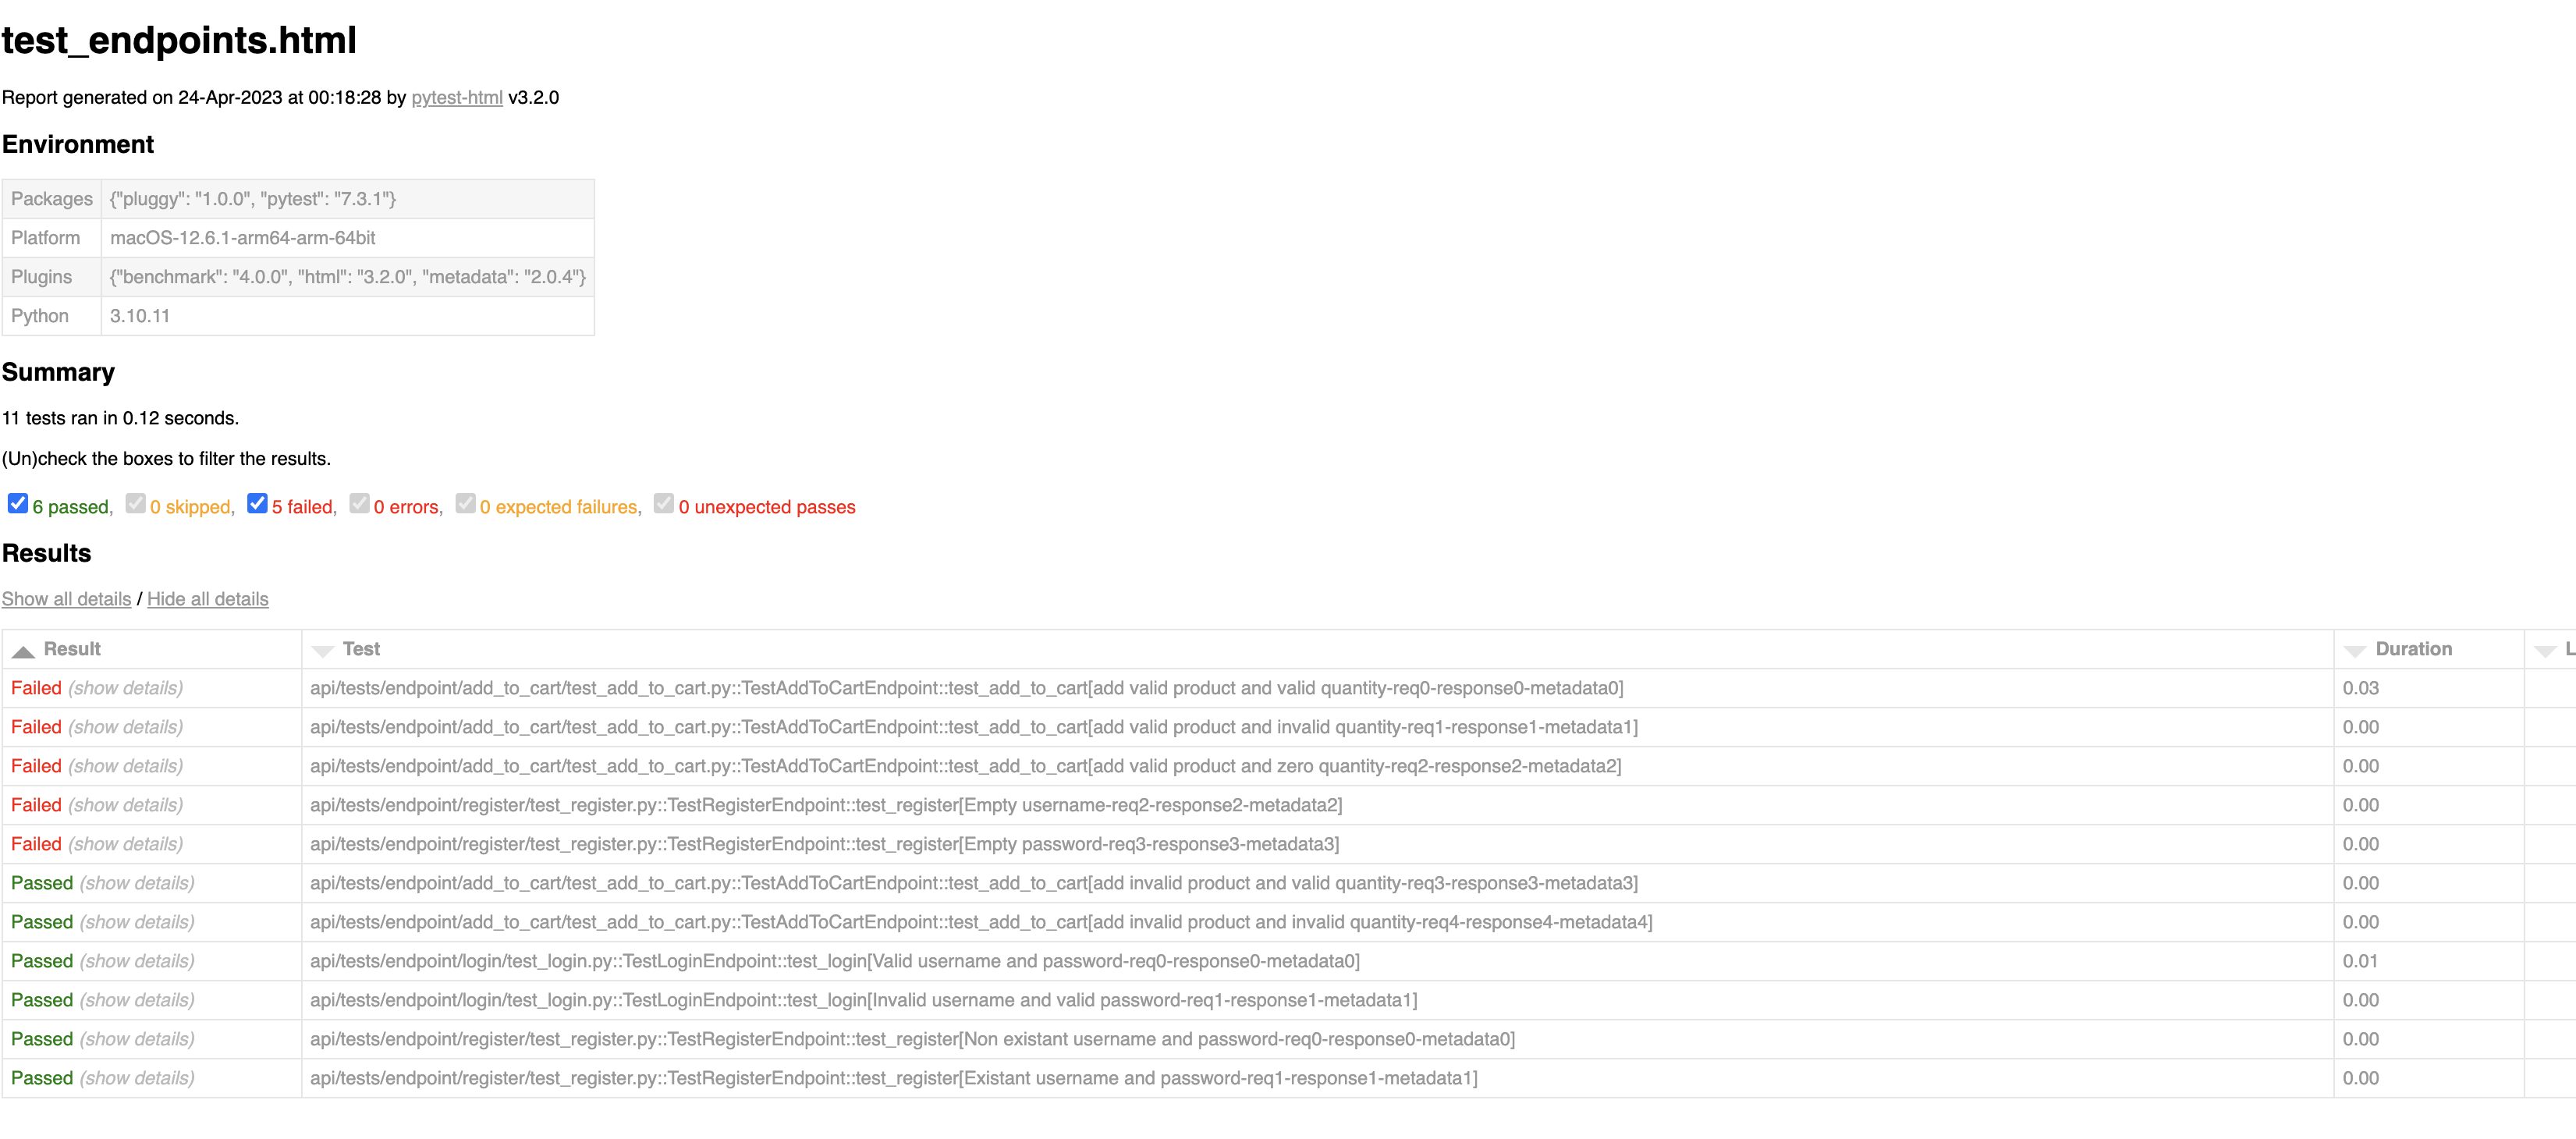 test_endpoints.html
Report generated on 24-Apr-2023 at 00:18:28 by pytest-html v3.2.0
Environment
Packages {"pluggy": "1.0.0", "pytest": "7.3.1"}
Platform macOS-12.6.1-arm64-arm-64bit
Plugins {"benchmark": "4.0.0", "html": "3.2.0", "metadata": "2.0.4"}
Python 3.10.11
Summary
11 tests ran in 0.12 seconds.
(Un)check the boxes to filter the results.
6 passed, 0 skipped, 5 failed, 0 errors, 0 expected failures, 0 unexpected passes
Results
Show all details / Hide all details
Result Test Duration L
Failed (show details) api/tests/endpoint/add_to_cart/test_add_to_cart.py::TestAddToCartEndpoint::test_add_to_cart[add valid product and valid quantity-req0-response0-metadata0] 0.03
Failed (show details) api/tests/endpoint/add_to_cart/test_add_to_cart.py::TestAddToCartEndpoint::test_add_to_cart[add valid product and invalid quantity-req1-response1-metadata1] 0.00
Failed (show details) api/tests/endpoint/add_to_cart/test_add_to_cart.py::TestAddToCartEndpoint::test_add_to_cart[add valid product and zero quantity-req2-response2-metadata2] 0.00
Failed (show details) api/tests/endpoint/register/test_register.py::TestRegisterEndpoint::test_register[Empty username-req2-response2-metadata2] 0.00
Failed (show details) api/tests/endpoint/register/test_register.py::TestRegisterEndpoint::test_register[Empty password-req3-response3-metadata3] 0.00
Passed (show details) api/tests/endpoint/add_to_cart/test_add_to_cart.py::TestAddToCartEndpoint::test_add_to_cart[add invalid product and valid quantity-req3-response3-metadata3] 0.00
Passed (show details) api/tests/endpoint/add_to_cart/test_add_to_cart.py::TestAddToCartEndpoint::test_add_to_cart[add invalid product and invalid quantity-req4-response4-metadata4] 0.00
Passed (show details) api/tests/endpoint/login/test_login.py::TestLoginEndpoint::test_login[Valid username and password-req0-response0-metadata0] 0.01
Passed (show details) api/tests/endpoint/login/test_login.py::TestLoginEndpoint::test_login[Invalid username and valid password-req1-response1-metadata1] 0.00
Passed (show details) api/tests/endpoint/register/test_register.py::TestRegisterEndpoint::test_register[Non existant username and password-req0-response0-metadata0] 0.00
Passed (show details) api/tests/endpoint/register/test_register.py::TestRegisterEndpoint::test_register[Existant username and password-req1-response1-metadata1] 0.00